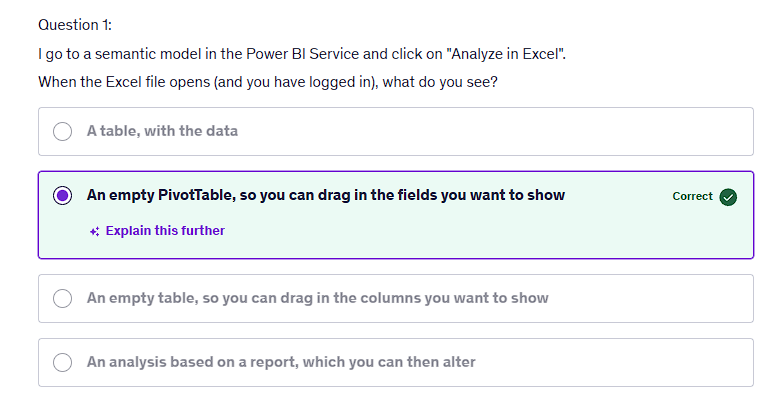 Question 1:
I go to a semantic model in the Power BI Service and click on "Analyze in Excel".
When the Excel file opens (and you have logged in), what do you see?
A table, with the data
An empty PivotTable, so you can drag in the fields you want to show
Correct
Explain this further
An empty table, so you can drag in the columns you want to show
An analysis based on a report, which you can then alter